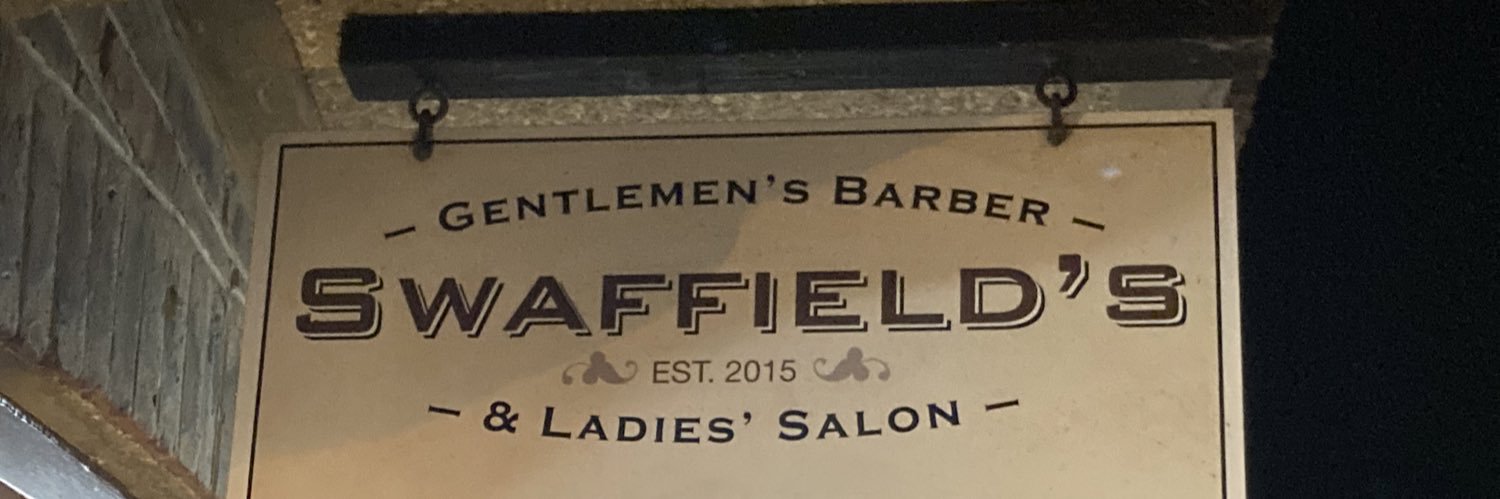 – GENTLEMEN'S BARBER –
SWAFFIELD'S
EST. 2015
– & LADIES' SALON –